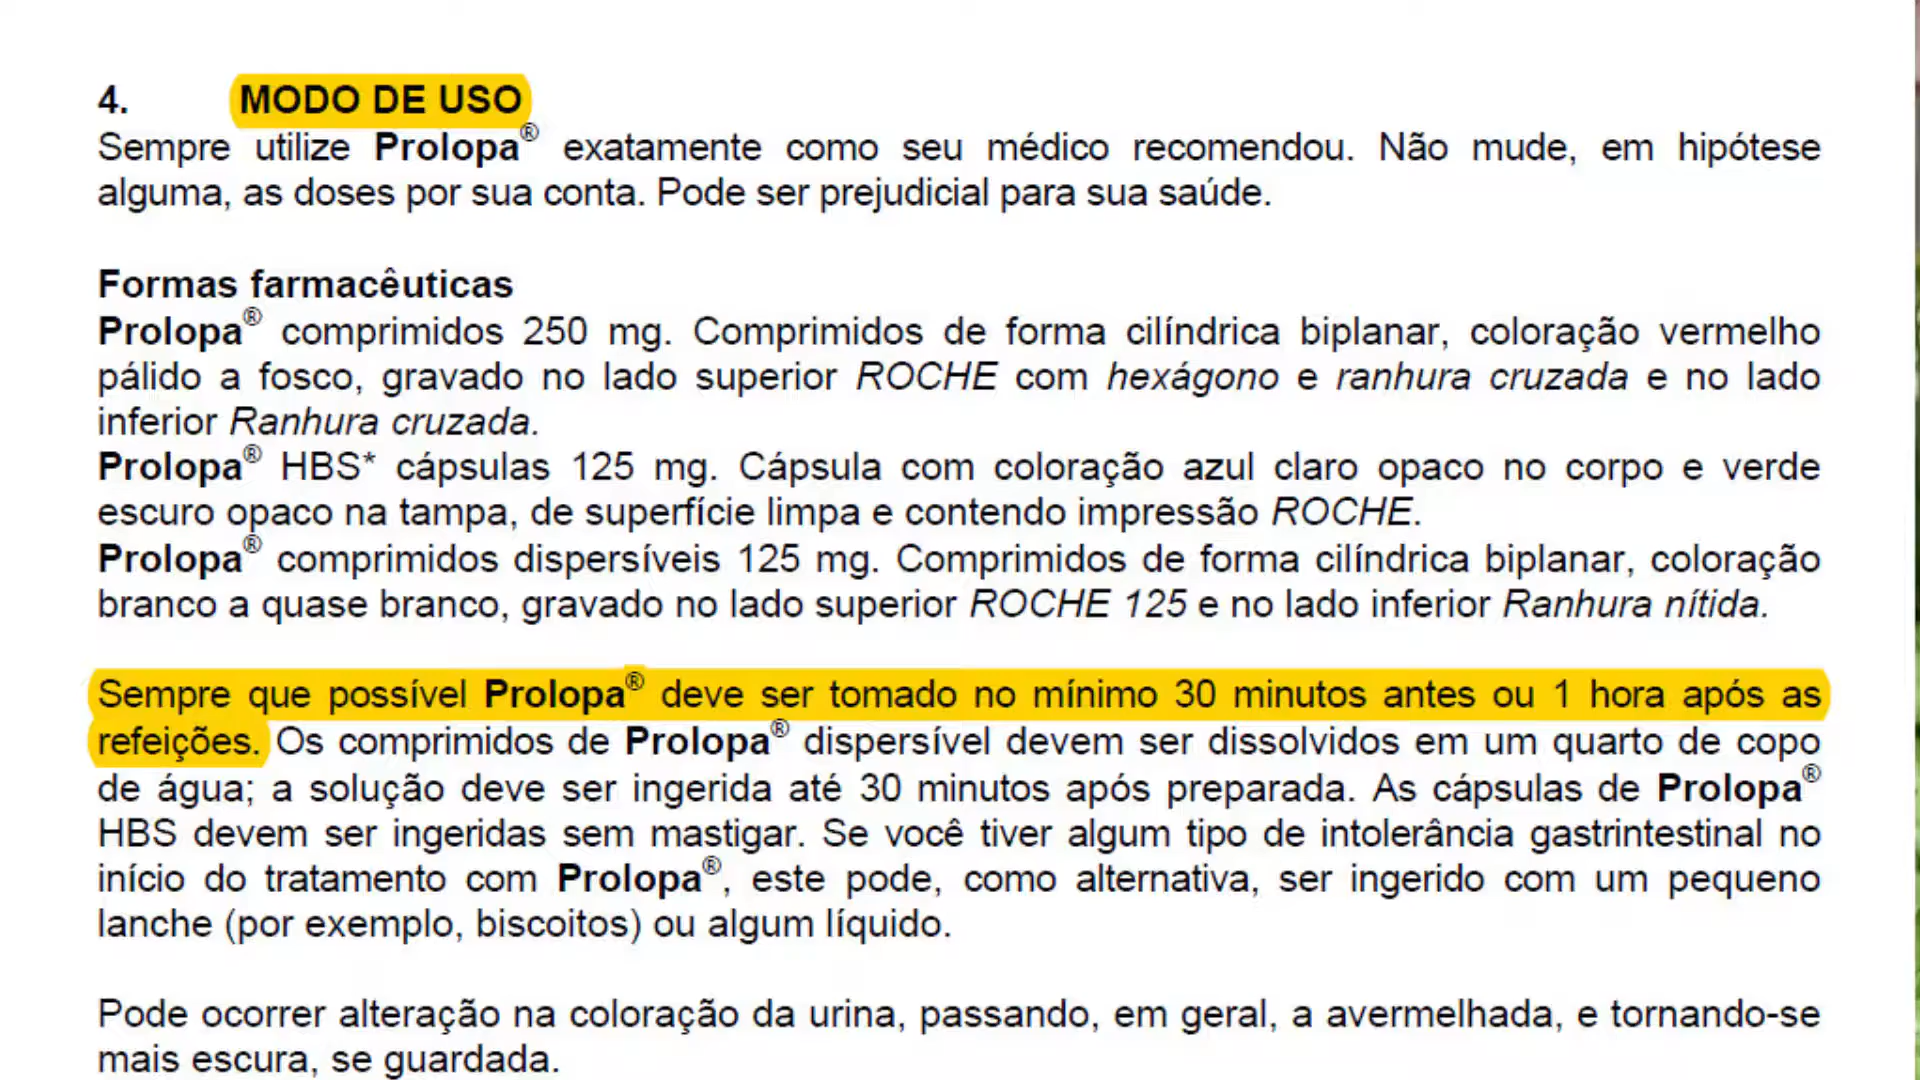 4. MODO DE USO
Sempre utilize Prolopa® exatamente como seu médico recomendou. Não mude, em hipótese
alguma, as doses por sua conta. Pode ser prejudicial para sua saúde.
Formas farmacêuticas
Prolopa® comprimidos 250 mg. Comprimidos de forma cilíndrica biplanar, coloração vermelho
pálido a fosco, gravado no lado superior ROCHE com hexágono e ranhura cruzada e no lado
inferior Ranhura cruzada.
Prolopa® HBS* cápsulas 125 mg. Cápsula com coloração azul claro opaco no corpo e verde
escuro opaco na tampa, de superfície limpa e contendo impressão ROCHE.
Prolopa® comprimidos dispersíveis 125 mg. Comprimidos de forma cilíndrica biplanar, coloração
branco a quase branco, gravado no lado superior ROCHE 125 e no lado inferior Ranhura nítida.
Sempre que possível Prolopa® deve ser tomado no mínimo 30 minutos antes ou 1 hora após as
refeições. Os comprimidos de Prolopa® dispersível devem ser dissolvidos em um quarto de copo
de água; a solução deve ser ingerida até 30 minutos após preparada. As cápsulas de Prolopa®
HBS devem ser ingeridas sem mastigar. Se você tiver algum tipo de intolerância gastrintestinal no
início do tratamento com Prolopa®, este pode, como alternativa, ser ingerido com um pequeno
lanche (por exemplo, biscoitos) ou algum líquido.
Pode ocorrer alteração na coloração da urina, passando, em geral, a avermelhada, e tornando-se
mais escura, se guardada.